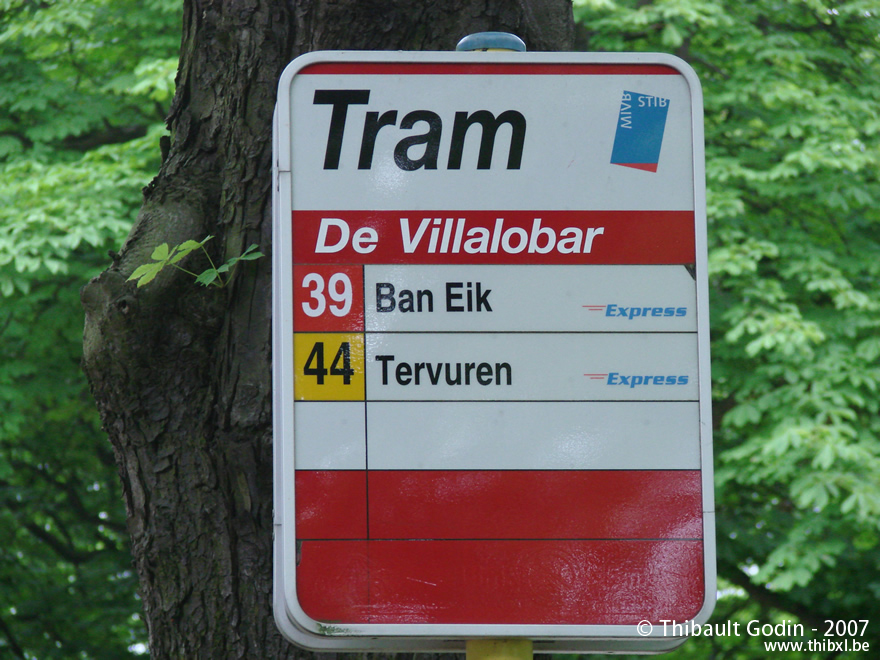 Tram
MIVB STIB
De Villalobar
39 Ban Eik Express
44 Tervuren Express
© Thibault Godin - 2007
www.thibxl.be